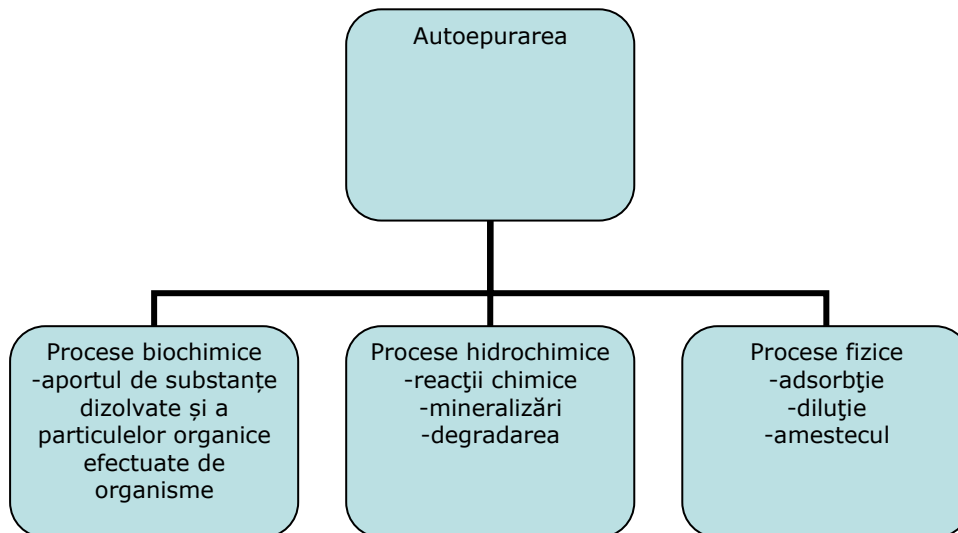 Autoepurarea
Procese biochimice
-aportul de substanțe
dizolvate și a
particulelor organice
efectuate de
organisme
Procese hidrochimice
-reacţii chimice
-mineralizări
-degradarea
Procese fizice
-adsorbţie
-diluţie
-amestecul